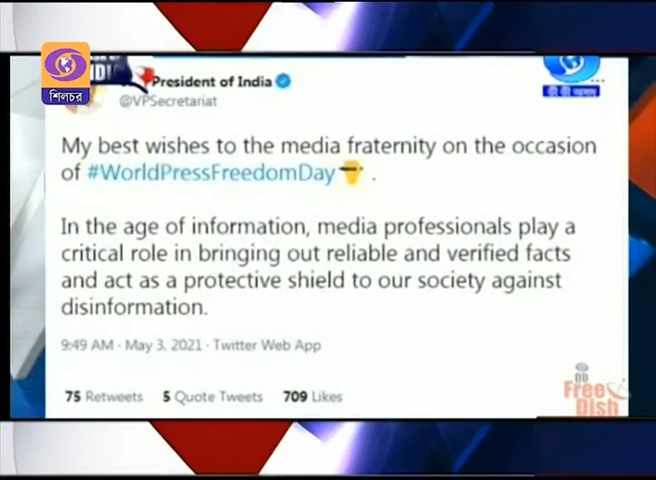 শিলচর
President of India
@VPSecretariat
My best wishes to the media fraternity on the occasion
of #WorldPressFreedomDay .
In the age of information, media professionals play a
critical role in bringing out reliable and verified facts
and act as a protective shield to our society against
disinformation.
9:49 AM · May 3, 2021 · Twitter Web App
75 Retweets 5 Quote Tweets 709 Likes
DD
Free
Dish